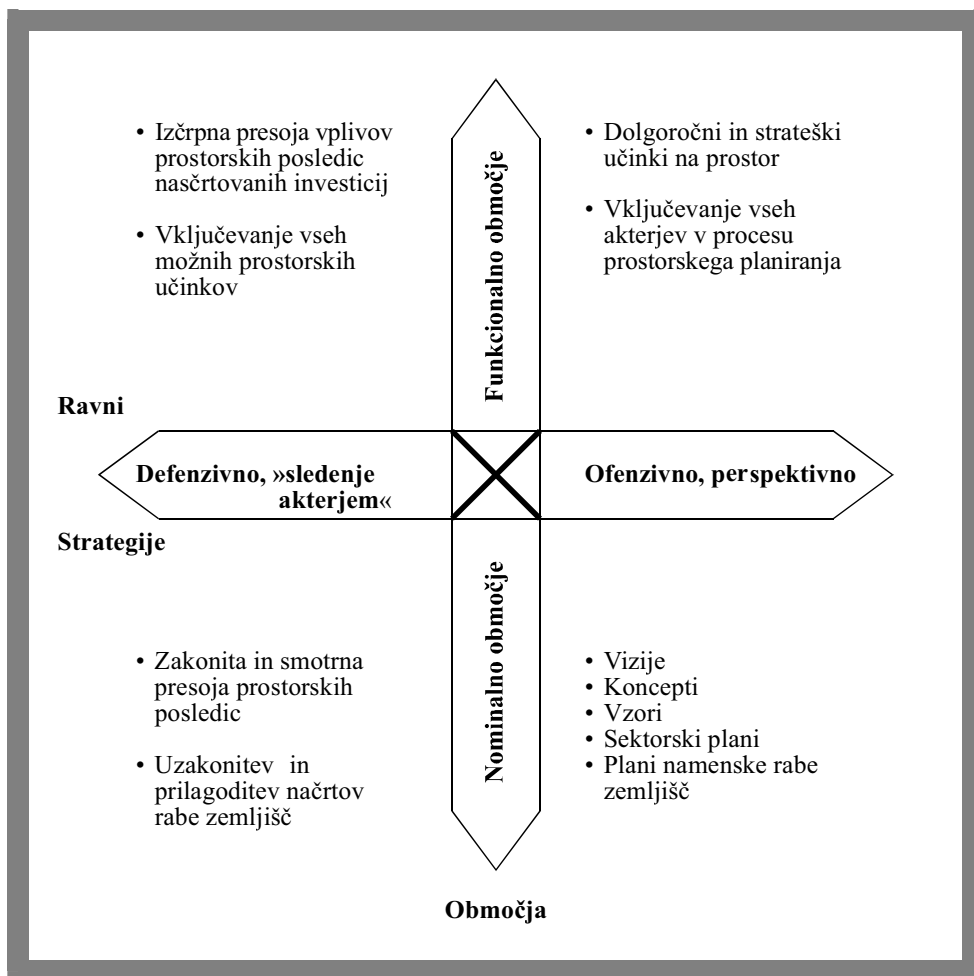 • Izčrpna presoja vplivov
prostorskih posledic
nasčrtovanih investicij
• Vključevanje vseh
možnih prostorskih
učinkov
• Dolgoročni in strateški
učinki na prostor
• Vključevanje vseh
akterjev v procesu
prostorskega planiranja
Funkcionalno območje
Ravni
Defenzivno, »sledenje
akterjem«
Ofenzivno, perspektivno
Strategije
Nominalno območje
• Zakonita in smotrna
presoja prostorskih
posledic
• Uzakonitev in
prilagoditev načrtov
rabe zemljišč
• Vizije
• Koncepti
• Vzori
• Sektorski plani
• Plani namenske rabe
zemljišč
Območja